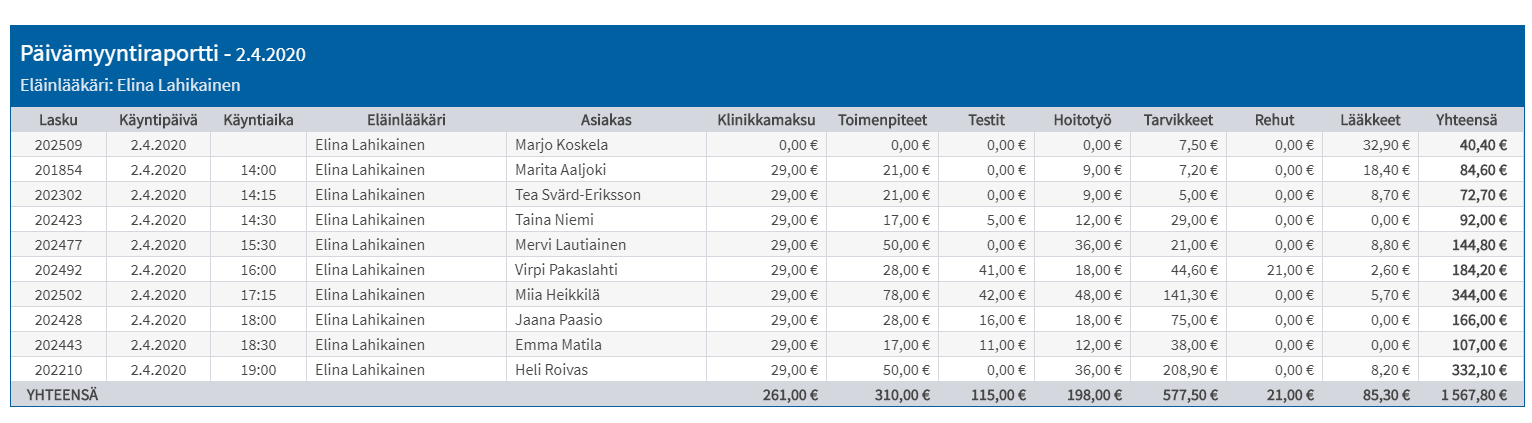 Päivämyyntiraportti - 2.4.2020
Eläinlääkäri: Elina Lahikainen
Lasku Käyntipäivä Käyntiaika Eläinlääkäri Asiakas Klinikkamaksu Toimenpiteet Testit Hoitotyö Tarvikkeet Rehut Lääkkeet Yhteensä
202509 2.4.2020 Elina Lahikainen Marjo Koskela 0,00 € 0,00 € 0,00 € 0,00 € 7,50 € 0,00 € 32,90 € 40,40 €
201854 2.4.2020 14:00 Elina Lahikainen Marita Aaljoki 29,00 € 21,00 € 0,00 € 9,00 € 7,20 € 0,00 € 18,40 € 84,60 €
202302 2.4.2020 14:15 Elina Lahikainen Tea Svärd-Eriksson 29,00 € 21,00 € 0,00 € 9,00 € 5,00 € 0,00 € 8,70 € 72,70 €
202423 2.4.2020 14:30 Elina Lahikainen Taina Niemi 29,00 € 17,00 € 5,00 € 12,00 € 29,00 € 0,00 € 0,00 € 92,00 €
202477 2.4.2020 15:30 Elina Lahikainen Mervi Lautiainen 29,00 € 50,00 € 0,00 € 36,00 € 21,00 € 0,00 € 8,80 € 144,80 €
202492 2.4.2020 16:00 Elina Lahikainen Virpi Pakaslahti 29,00 € 28,00 € 41,00 € 18,00 € 44,60 € 21,00 € 2,60 € 184,20 €
202502 2.4.2020 17:15 Elina Lahikainen Miia Heikkilä 29,00 € 78,00 € 42,00 € 48,00 € 141,30 € 0,00 € 5,70 € 344,00 €
202428 2.4.2020 18:00 Elina Lahikainen Jaana Paasio 29,00 € 28,00 € 16,00 € 18,00 € 75,00 € 0,00 € 0,00 € 166,00 €
202443 2.4.2020 18:30 Elina Lahikainen Emma Matila 29,00 € 17,00 € 11,00 € 12,00 € 38,00 € 0,00 € 0,00 € 107,00 €
202210 2.4.2020 19:00 Elina Lahikainen Heli Roivas 29,00 € 50,00 € 0,00 € 36,00 € 208,90 € 0,00 € 8,20 € 332,10 €
YHTEENSÄ 261,00 € 310,00 € 115,00 € 198,00 € 577,50 € 21,00 € 85,30 € 1 567,80 €